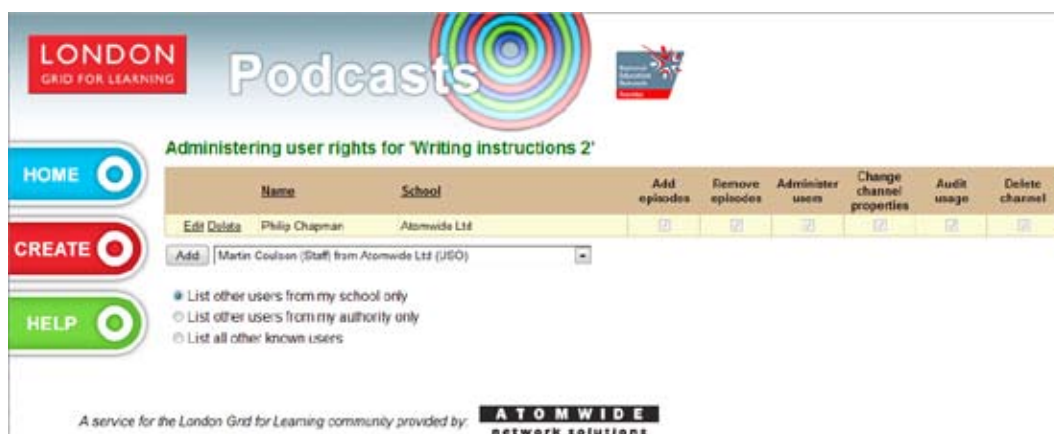 LONDON
GRID FOR LEARNING
Podcasts
Administering user rights for 'Writing instructions 2'
HOME
CREATE
HELP
Name School Add episodes Remove episodes Administer users Change channel properties Audit usage Delete channel
Edit Delete Philip Chapman Atomwide Ltd
Add Martin Coulson (Staff) from Atomwide Ltd (USO)
List other users from my school only
List other users from my authority only
List all other known users
A service for the London Grid for Learning community provided by:
ATOMWIDE
network solutions